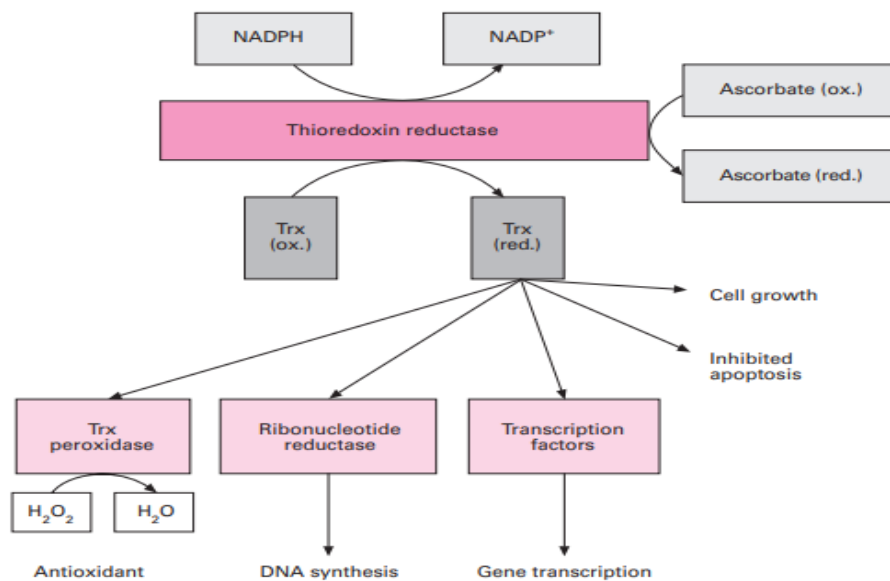 NADPH
NADP⁺
Ascorbate (ox.)
Thioredoxin reductase
Ascorbate (red.)
Trx
(ox.)
Trx
(red.)
Cell growth
Inhibited
apoptosis
Trx
peroxidase
Ribonucleotide
reductase
Transcription
factors
H₂O₂
H₂O
Antioxidant
DNA synthesis
Gene transcription